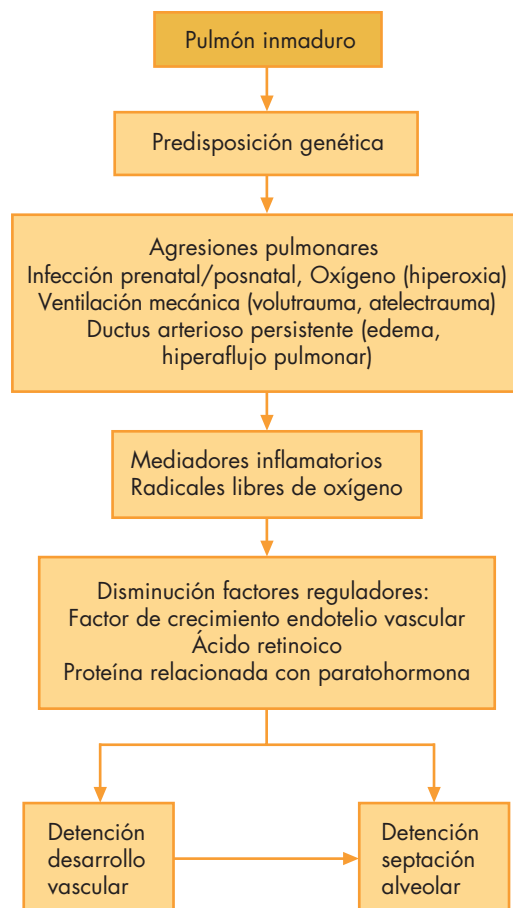 Pulmón inmaduro
Predisposición genética
Agresiones pulmonares
Infección prenatal/posnatal, Oxígeno (hiperoxia)
Ventilación mecánica (volutrauma, atelectrauma)
Ductus arterioso persistente (edema,
hiperaflujo pulmonar)
Mediadores inflamatorios
Radicales libres de oxígeno
Disminución factores reguladores:
Factor de crecimiento endotelio vascular
Ácido retinoico
Proteína relacionada con paratohormona
Detención
desarrollo
vascular
Detención
septación
alveolar